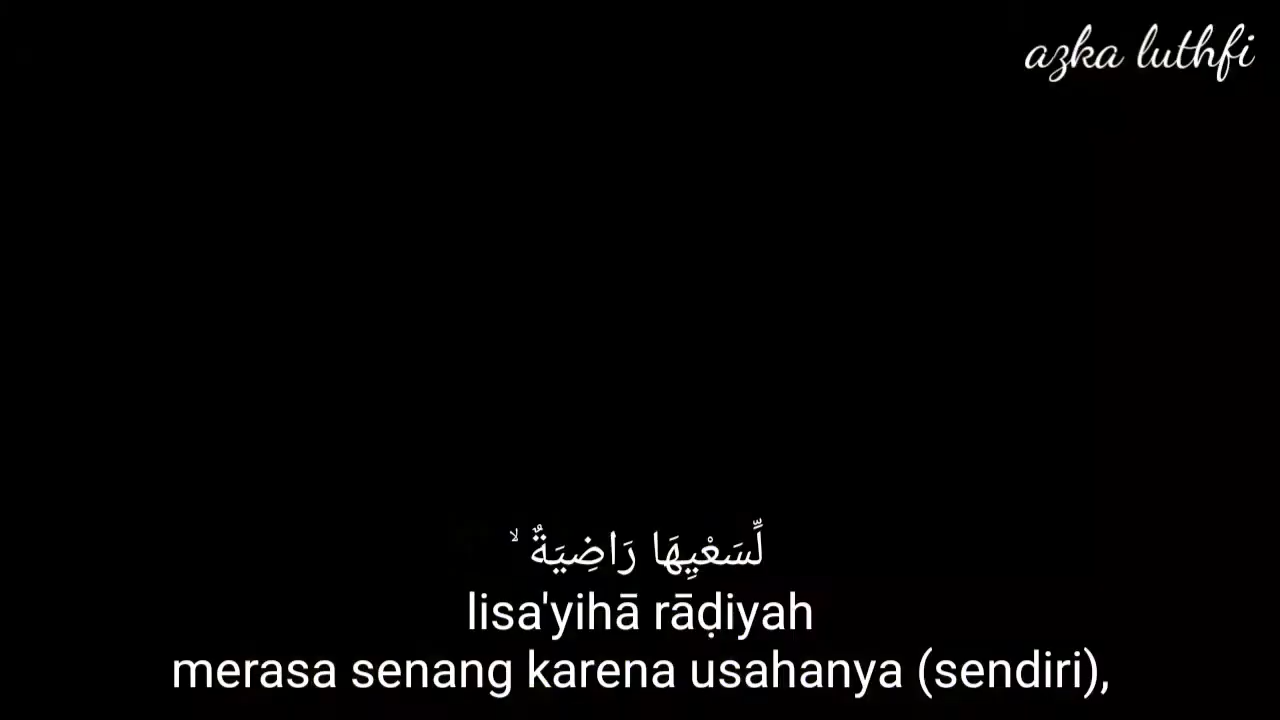 azka luthfi
لِّسَعْيِهَا رَاضِيَةٌ ۙ
lisa'yihā rāḍiyah
merasa senang karena usahanya (sendiri),